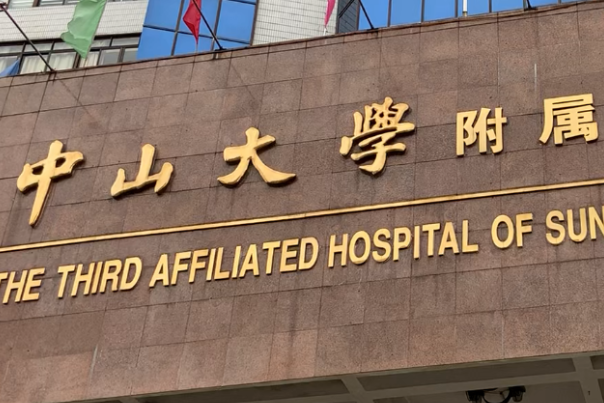 中山大學附属
THE THIRD AFFILIATED HOSPITAL OF SUN